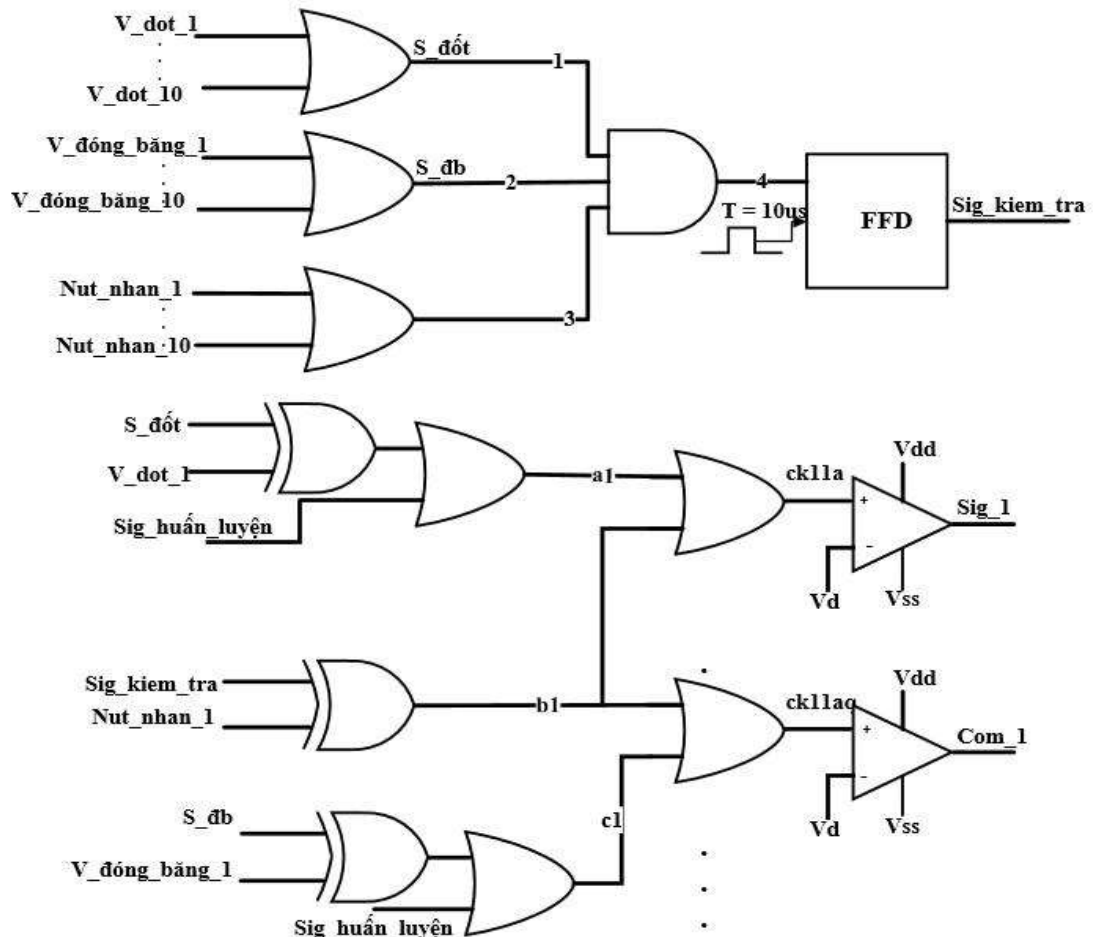 V_dot_1
S_đốt
1
V_dot_10
V_đóng_băng_1
S_đb
2
4
V_đóng_băng_10
T = 10us
FFD
Sig_kiem_tra
Nut_nhan_1
3
Nut_nhan_10
S_đốt
V_dot_1
a1
ck11a
Vdd
+
-
Sig_1
Sig_huấn_luyện
Vd
Vss
Sig_kiem_tra
Nut_nhan_1
b1
ck11aq
Vdd
+
-
Com_1
S_đb
c1
Vd
Vss
V_đóng_băng_1
Sig_huấn_luyện